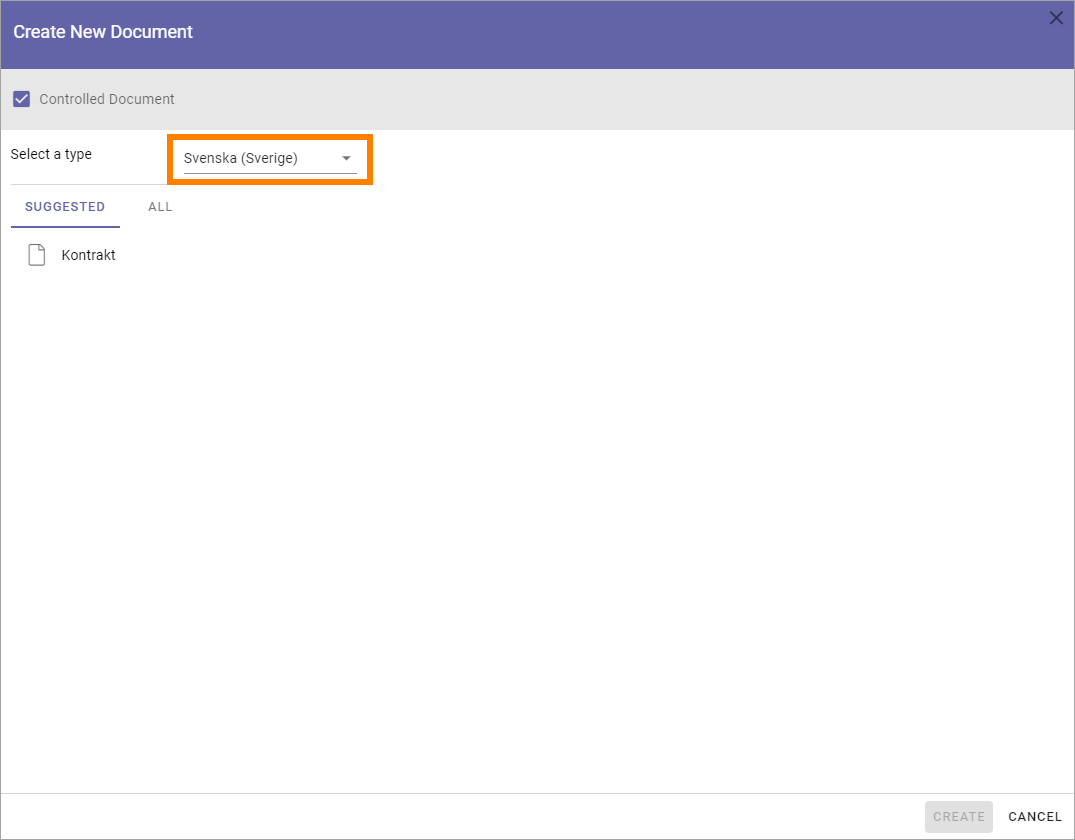 Create New Document
Controlled Document
Select a type
Svenska (Sverige)
SUGGESTED ALL
Kontrakt
CREATE CANCEL